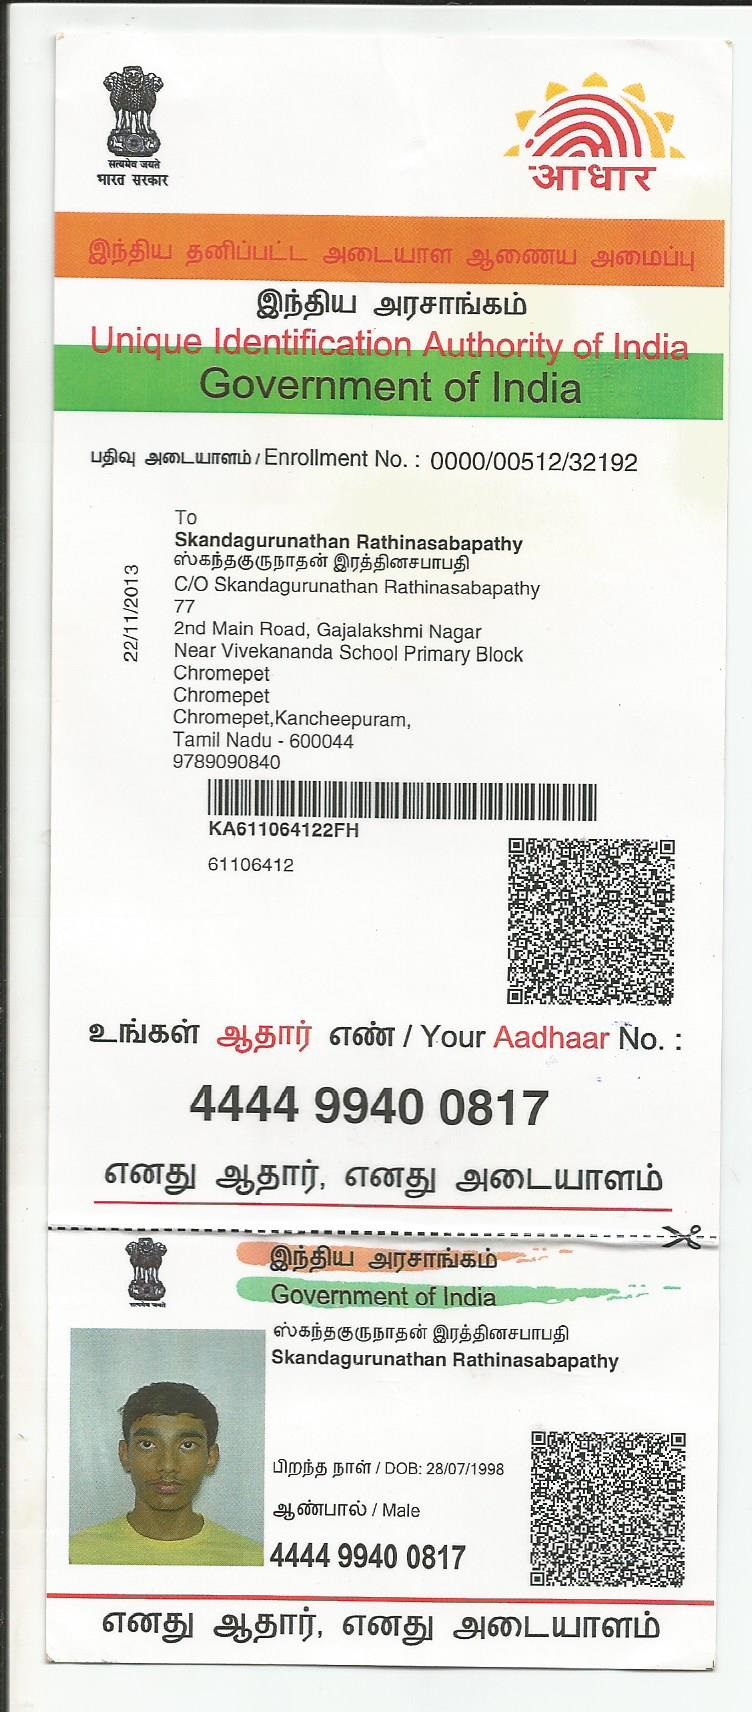 सत्यमेव जयते
भारत सरकार
आधार
இந்திய தனிப்பட்ட அடையாள ஆணைய அமைப்பு
இந்திய அரசாங்கம்
Unique Identification Authority of India
Government of India
பதிவு அடையாளம் / Enrollment No. : 0000/00512/32192
22/11/2013
To
Skandagurunathan Rathinasabapathy
ஸ்கந்தகுருநாதன் இரத்தினசபாபதி
C/O Skandagurunathan Rathinasabapathy
77
2nd Main Road, Gajalakshmi Nagar
Near Vivekananda School Primary Block
Chromepet
Chromepet
Chromepet,Kancheepuram,
Tamil Nadu - 600044
9789090840
KA611064122FH
61106412
உங்கள் ஆதார் எண் / Your Aadhaar No. :
4444 9940 0817
எனது ஆதார், எனது அடையாளம்
सत्यमेव जयते
இந்திய அரசாங்கம்
Government of India
ஸ்கந்தகுருநாதன் இரத்தினசபாபதி
Skandagurunathan Rathinasabapathy
பிறந்த நாள் / DOB: 28/07/1998
ஆண்பால் / Male
4444 9940 0817
எனது ஆதார், எனது அடையாளம்